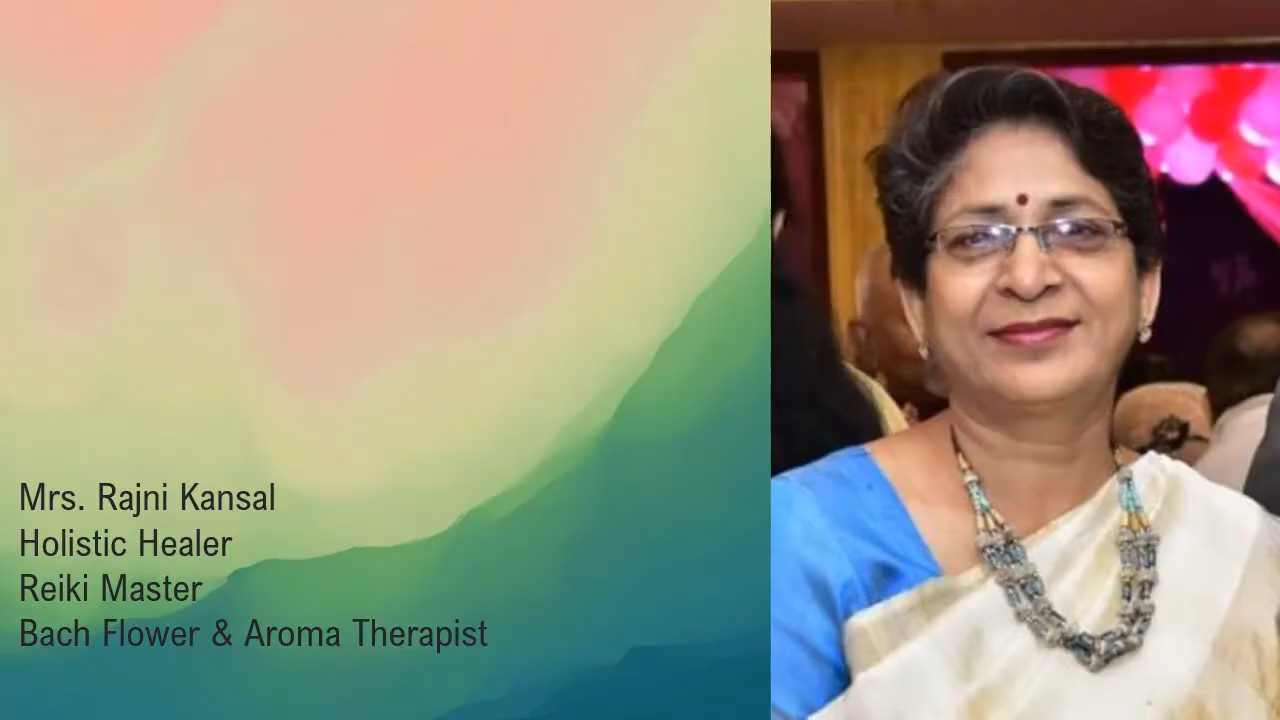 Mrs. Rajni Kansal
Holistic Healer
Reiki Master
Bach Flower & Aroma Therapist